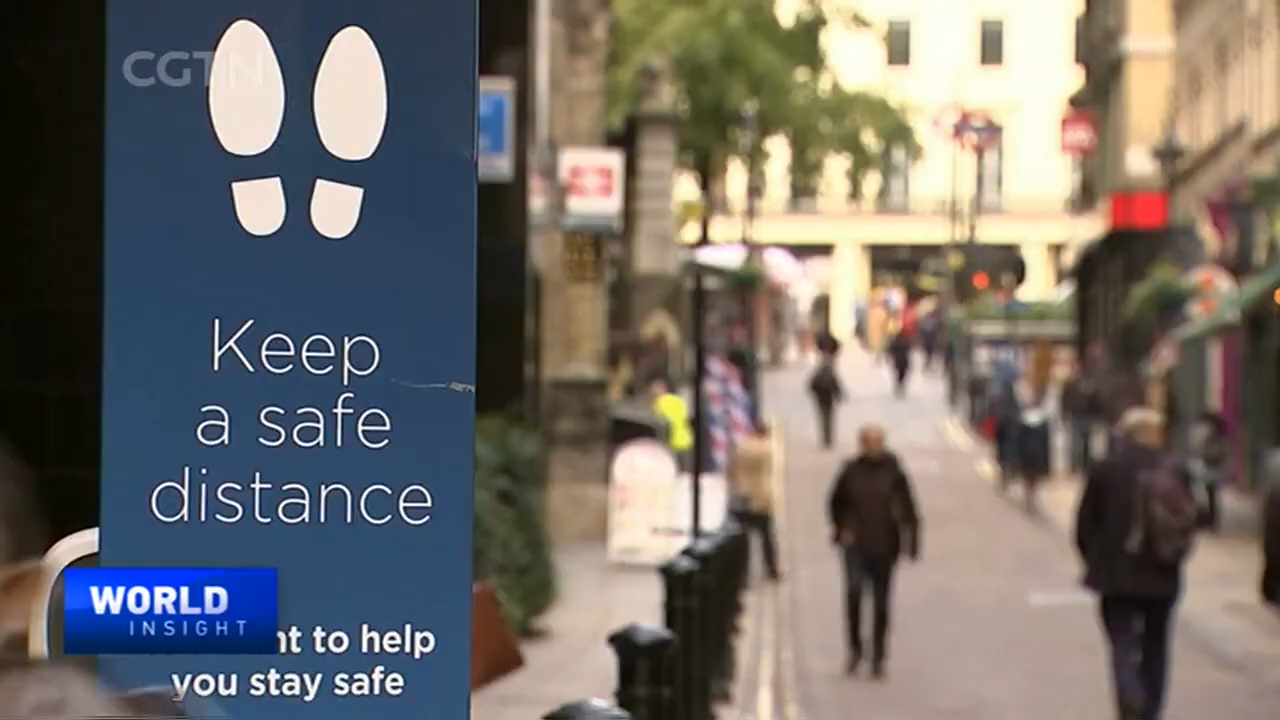 CGTN
Keep
a safe
distance
to help
you stay safe
WORLD
INSIGHT